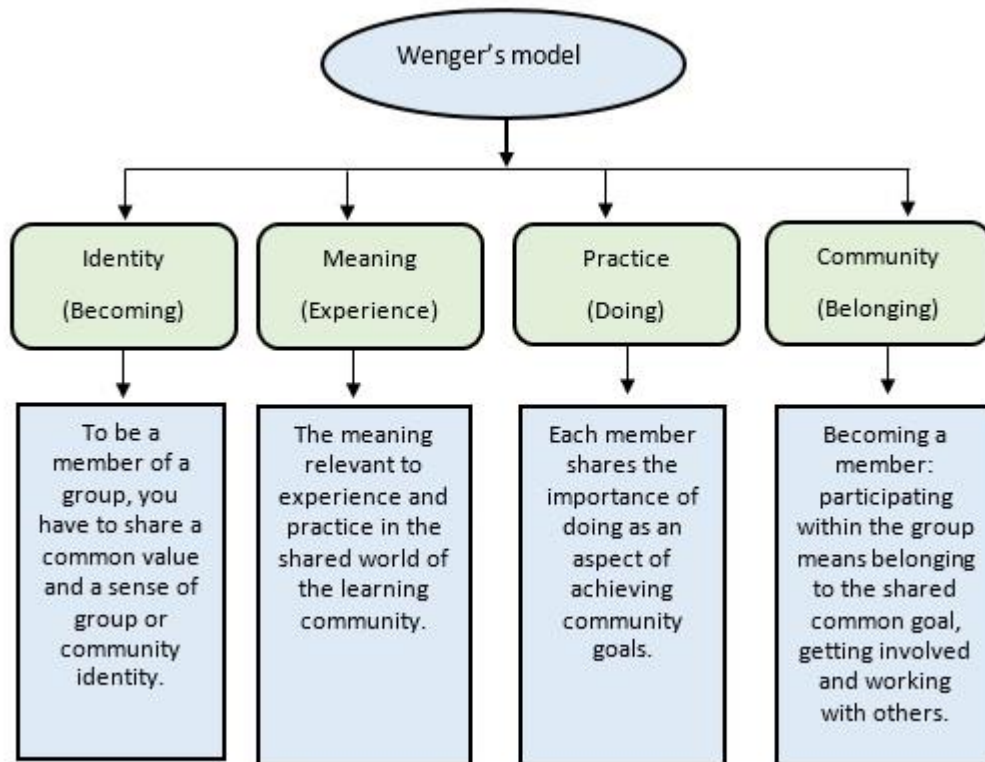 Wenger’s model
Identity
(Becoming)
Meaning
(Experience)
Practice
(Doing)
Community
(Belonging)
To be a
member of a
group, you
have to share a
common value
and a sense of
group or
community
identity.
The meaning
relevant to
experience and
practice in the
shared world of
the learning
community.
Each member
shares the
importance of
doing as an
aspect of
achieving
community
goals.
Becoming a
member:
participating
within the group
means belonging
to the shared
common goal,
getting involved
and working
with others.